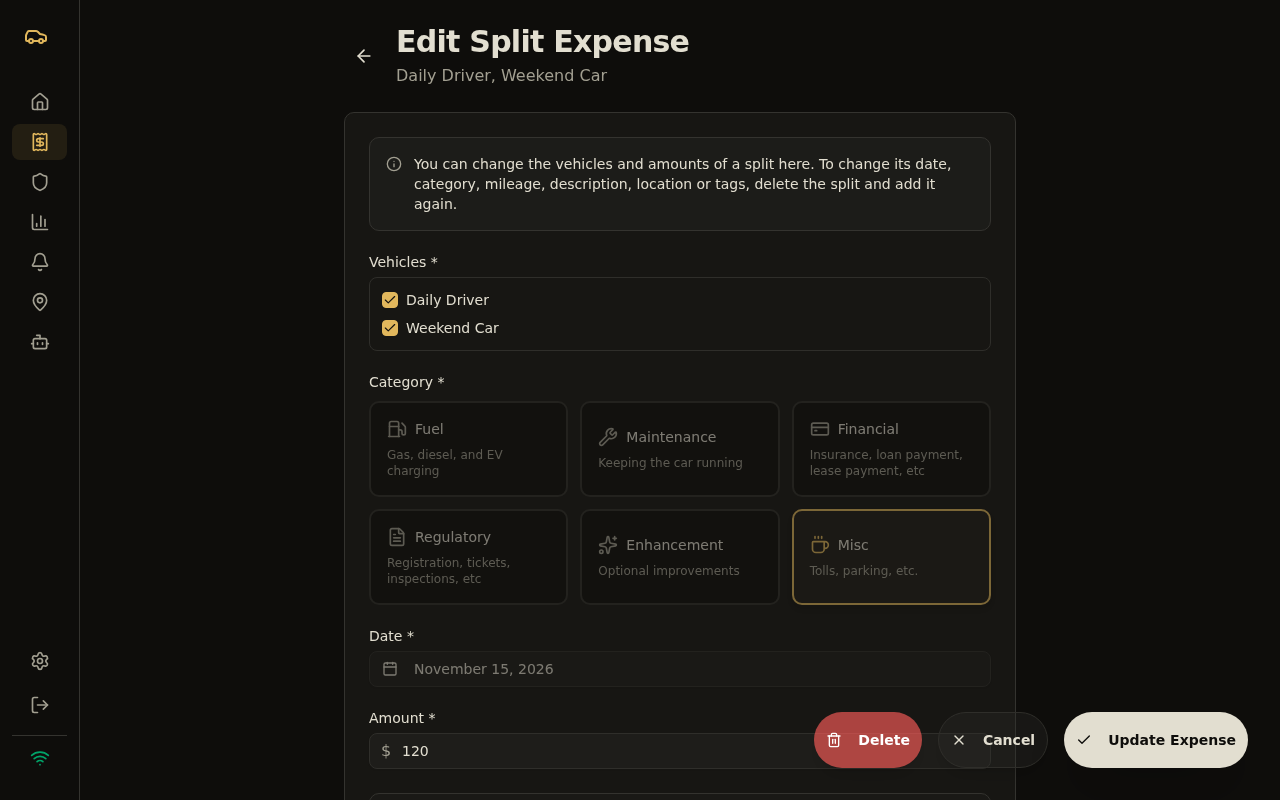 Edit Split Expense
Daily Driver, Weekend Car
You can change the vehicles and amounts of a split here. To change its date,
category, mileage, description, location or tags, delete the split and add it
again.
Vehicles *
Daily Driver
Weekend Car
Category *
Fuel
Gas, diesel, and EV
charging
Maintenance
Keeping the car running
Financial
Insurance, loan payment,
lease payment, etc
Regulatory
Registration, tickets,
inspections, etc
Enhancement
Optional improvements
Misc
Tolls, parking, etc.
Date *
November 15, 2026
Amount *
$ 120
Delete
Cancel
Update Expense